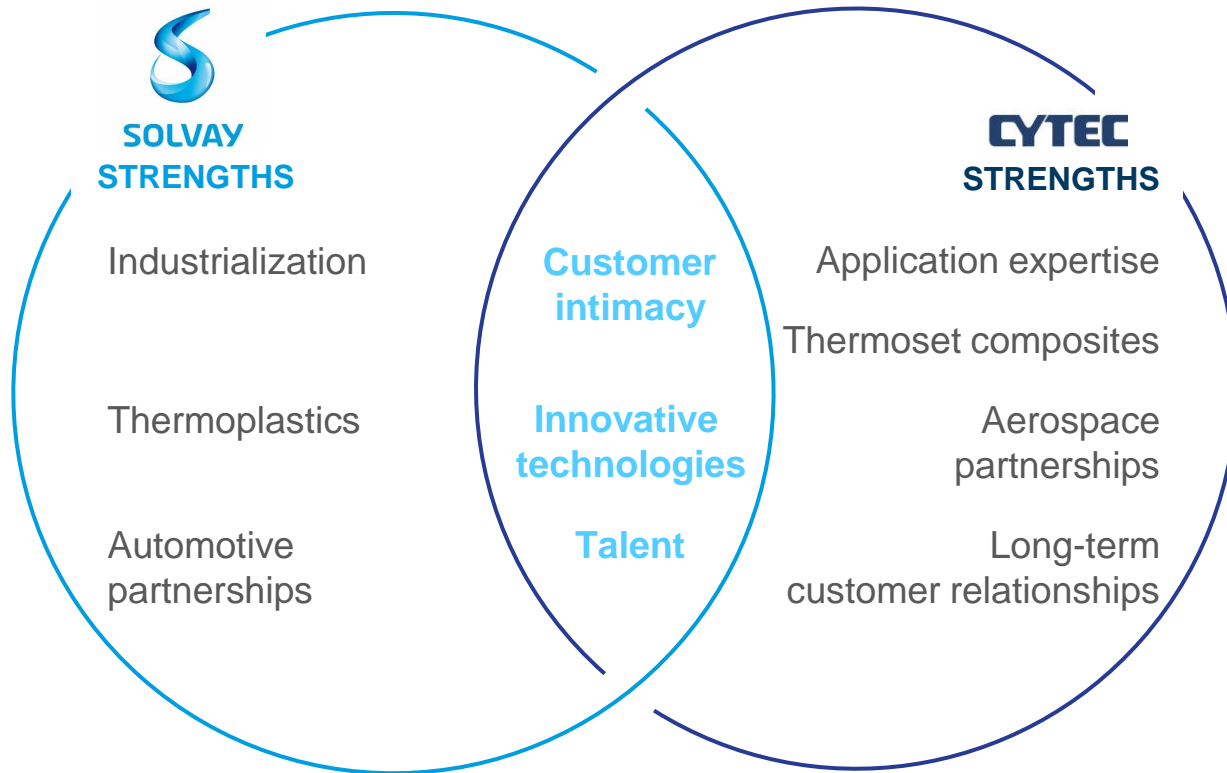 SOLVAY
STRENGTHS
Industrialization
Thermoplastics
Automotive
partnerships
Customer
intimacy
Innovative
technologies
Talent
CYTEC
STRENGTHS
Application expertise
Thermoset composites
Aerospace
partnerships
Long-term
customer relationships